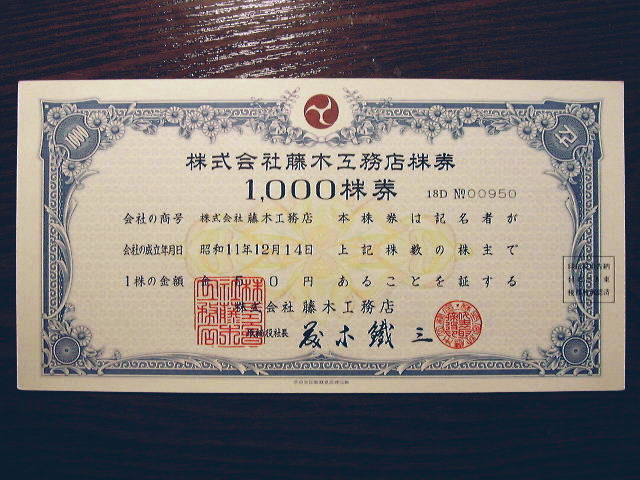 1000
株式会社藤木工務店株券
1,000株券
18D №00950
会社の商号 株式会社 藤木工務店
本株券は記名者が
会社の成立年月日 昭和11年12月14日
上記株数の株主で
1株の金額 金50円
あることを証する
株式会社 藤木工務店
取締役社長 藤木鐵三